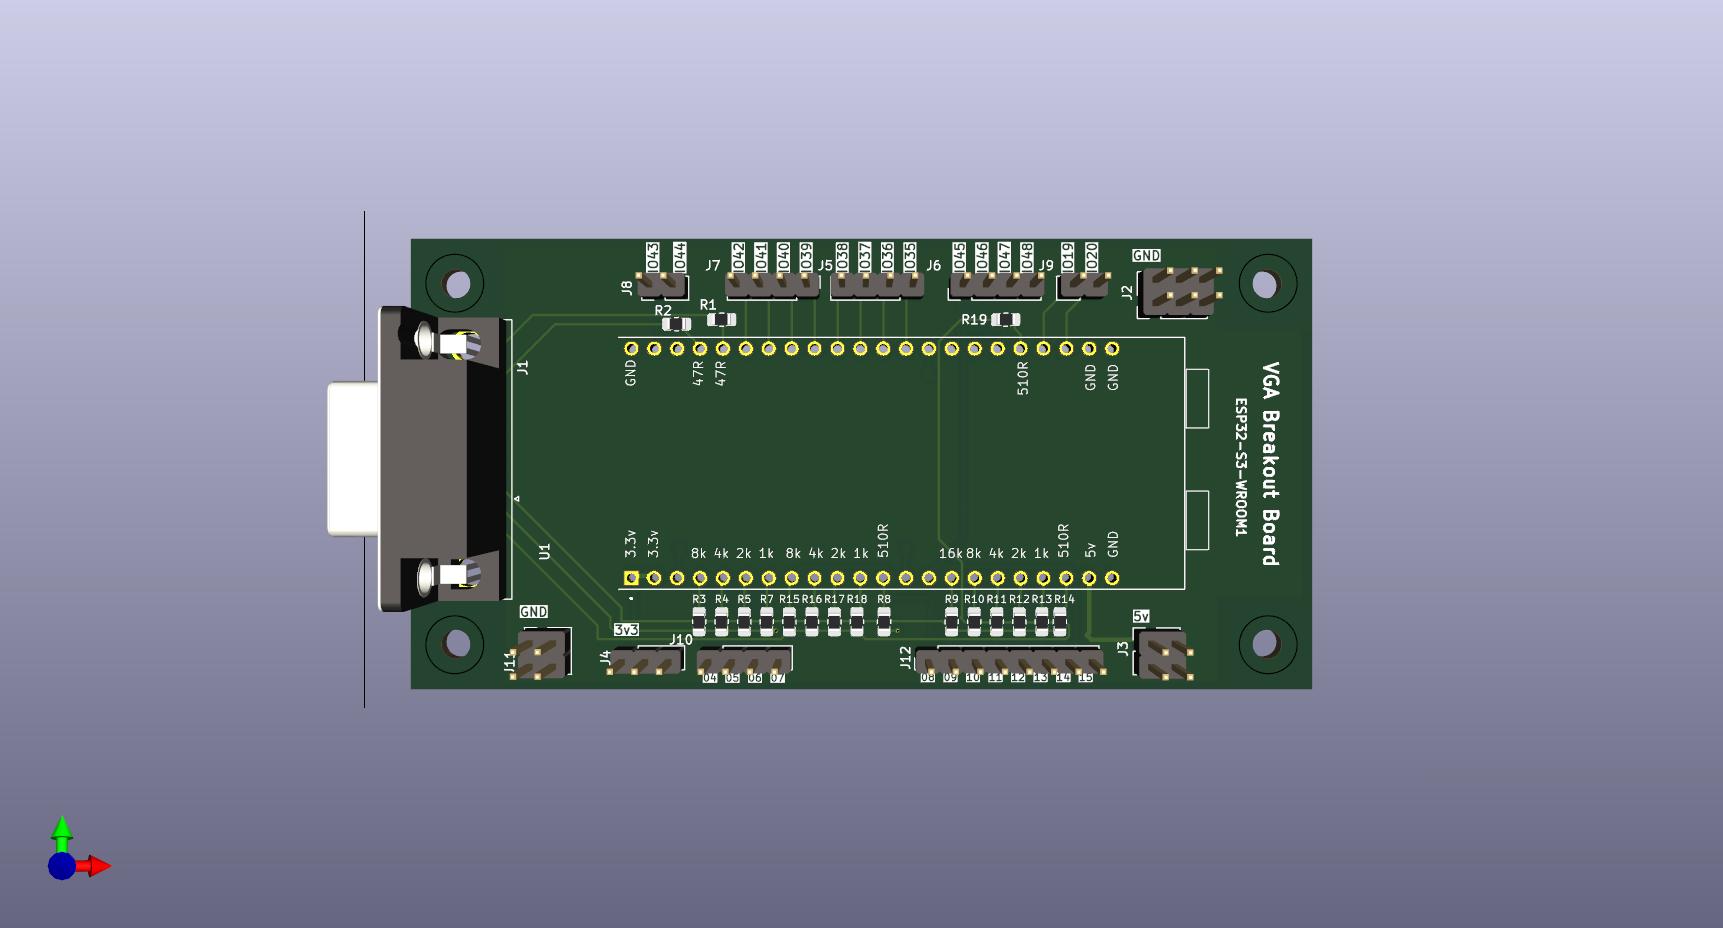 IO43 IO44 IO42 IO41 IO40 IO39 IO38 IO37 IO36 IO35 IO45 IO46 IO47 IO48 IO19 IO20 GND
J8 J7 J5 J6 J9 J2
R2 R1 R19
GND 47R 47R 510R GND GND
J1
VGA Breakout Board
ESP32-S3-WROOM1
U1
3.3v 3.3v 8k 4k 2k 1k 8k 4k 2k 1k 510R 16k 8k 4k 2k 1k 510R 5v GND
R3 R4 R5 R7 R15 R16 R17 R18 R8 R9 R10 R11 R12 R13 R14
GND 3v3 5v
J11 J4 J10 J12 J3
04 05 06 07 08 09 10 11 12 13 14 15